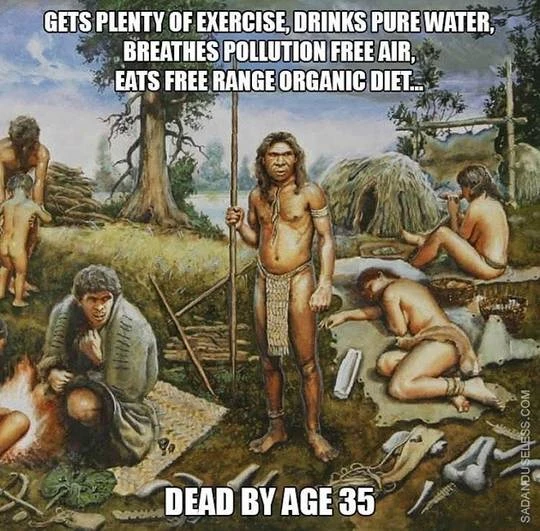 GETS PLENTY OF EXERCISE, DRINKS PURE WATER,
BREATHES POLLUTION FREE AIR,
EATS FREE RANGE ORGANIC DIET...
DEAD BY AGE 35
SADANDUSELESS.COM